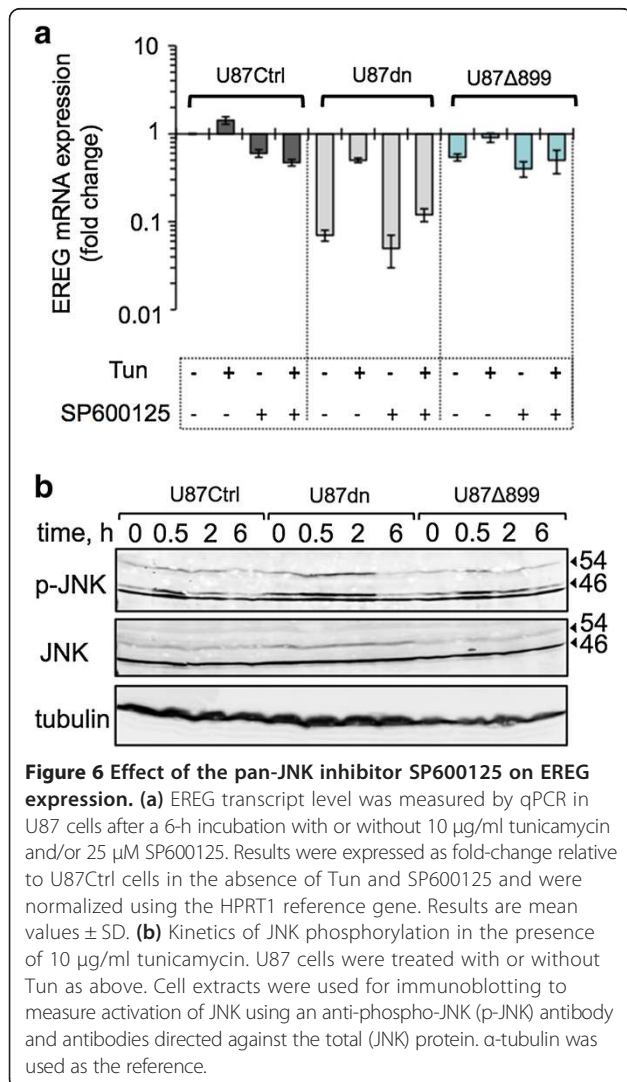 a
10
1
0.1
0.01
EREG mRNA expression
(fold change)
U87Ctrl U87dn U87Δ899
Tun - + - + - + - + - + - +
SP600125 - - + + - - + + - - + +
b
U87Ctrl U87dn U87Δ899
time, h 0 0.5 2 6 0 0.5 2 6 0 0.5 2 6
p-JNK
54
46
JNK
54
46
tubulin
Figure 6 Effect of the pan-JNK inhibitor SP600125 on EREG
expression. (a) EREG transcript level was measured by qPCR in
U87 cells after a 6-h incubation with or without 10 μg/ml tunicamycin
and/or 25 μM SP600125. Results were expressed as fold-change relative
to U87Ctrl cells in the absence of Tun and SP600125 and were
normalized using the HPRT1 reference gene. Results are mean
values ± SD. (b) Kinetics of JNK phosphorylation in the presence
of 10 μg/ml tunicamycin. U87 cells were treated with or without
Tun as above. Cell extracts were used for immunoblotting to
measure activation of JNK using an anti-phospho-JNK (p-JNK) antibody
and antibodies directed against the total (JNK) protein. α-tubulin was
used as the reference.